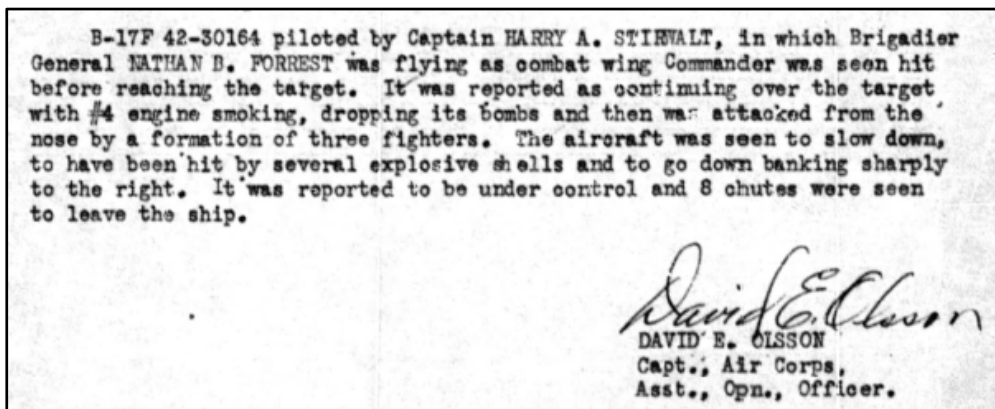 B-17F 42-30164 piloted by Captain HARRY A. STIRWALT, in which Brigadier
General NATHAN B. FORREST was flying as combat wing Commander was seen hit
before reaching the target. It was reported as continuing over the target
with #4 engine smoking, dropping its bombs and then was attacked from the
nose by a formation of three fighters. The aircraft was seen to slow down,
to have been hit by several explosive shells and to go down banking sharply
to the right. It was reported to be under control and 8 chutes were seen
to leave the ship.
David E. Olsson
DAVID E. OLSSON
Capt., Air Corps,
Asst., Opn., Officer.